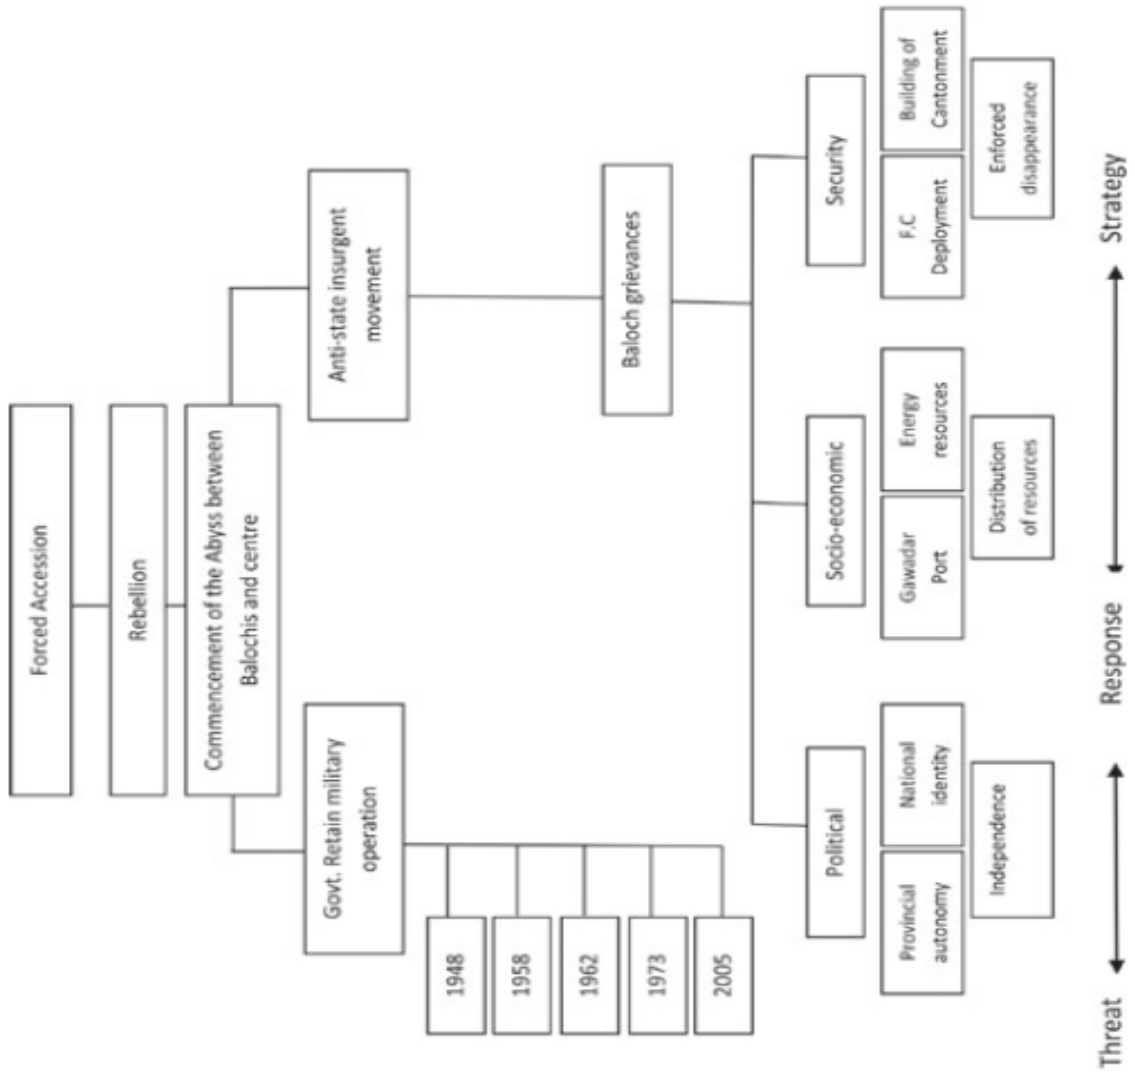 Forced Accession
Rebellion
Commencement of the Abyss between
Balochis and centre
Govt. Retain military
operation
Anti-state insurgent
movement
1948
1958
1962
1973
2005
Baloch grievances
Political
Socio-economic
Security
Provincial
autonomy
National
identity
Independence
Gawadar
Port
Energy
resources
Distribution
of resources
F.C
Deployment
Building of
Cantonment
Enforced
disappearance
Threat
Response
Strategy